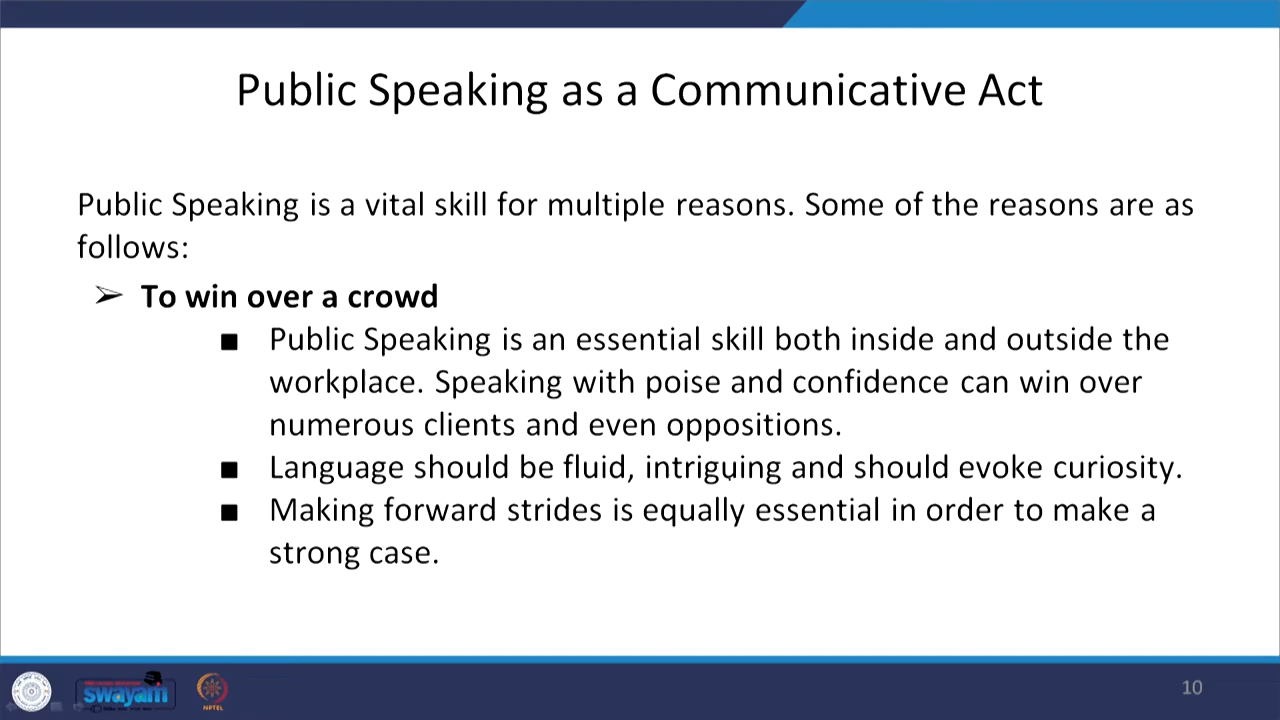 Public Speaking as a Communicative Act
Public Speaking is a vital skill for multiple reasons. Some of the reasons are as
follows:
➢ To win over a crowd
■ Public Speaking is an essential skill both inside and outside the
workplace. Speaking with poise and confidence can win over
numerous clients and even oppositions.
■ Language should be fluid, intriguing and should evoke curiosity.
■ Making forward strides is equally essential in order to make a
strong case.
swayam
NPTEL
10